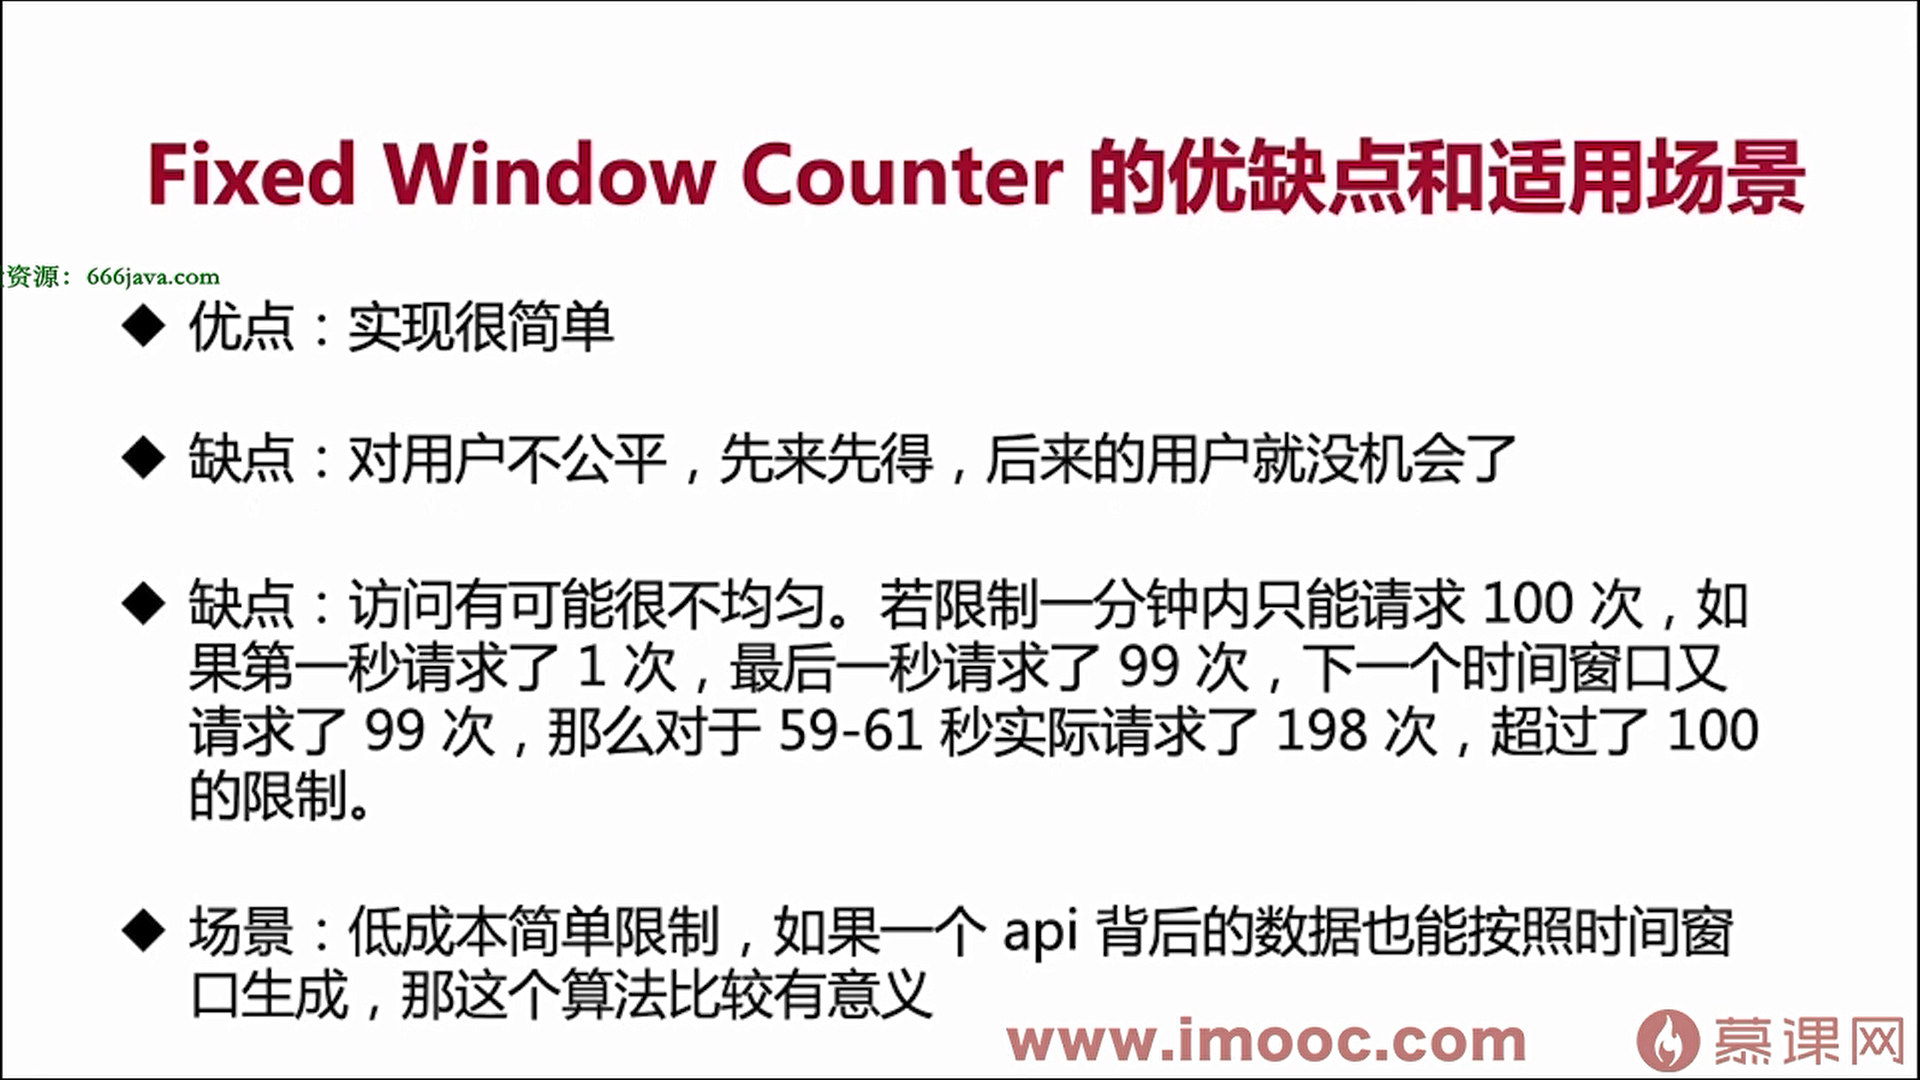 Fixed Window Counter 的优缺点和适用场景
资源：666java.com
◆ 优点：实现很简单
◆ 缺点：对用户不公平，先来先得，后来的用户就没机会了
◆ 缺点：访问有可能很不均匀。若限制一分钟内只能请求 100 次，如
果第一秒请求了 1 次，最后一秒请求了 99 次，下一个时间窗口又
请求了 99 次，那么对于 59-61 秒实际请求了 198 次，超过了 100
的限制。
◆ 场景：低成本简单限制，如果一个 api 背后的数据也能按照时间窗
口生成，那这个算法比较有意义
www.imooc.com 慕课网